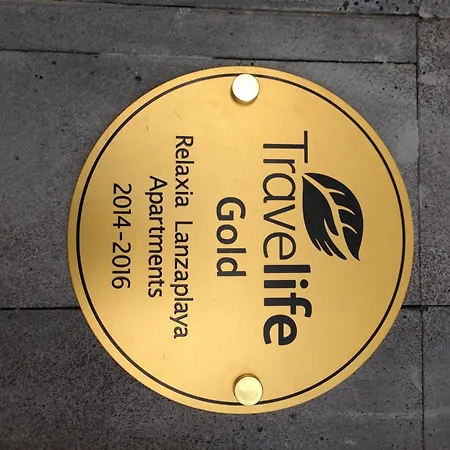 Travelife
Gold
Relaxia Lanzaplaya
Apartments
2014-2016